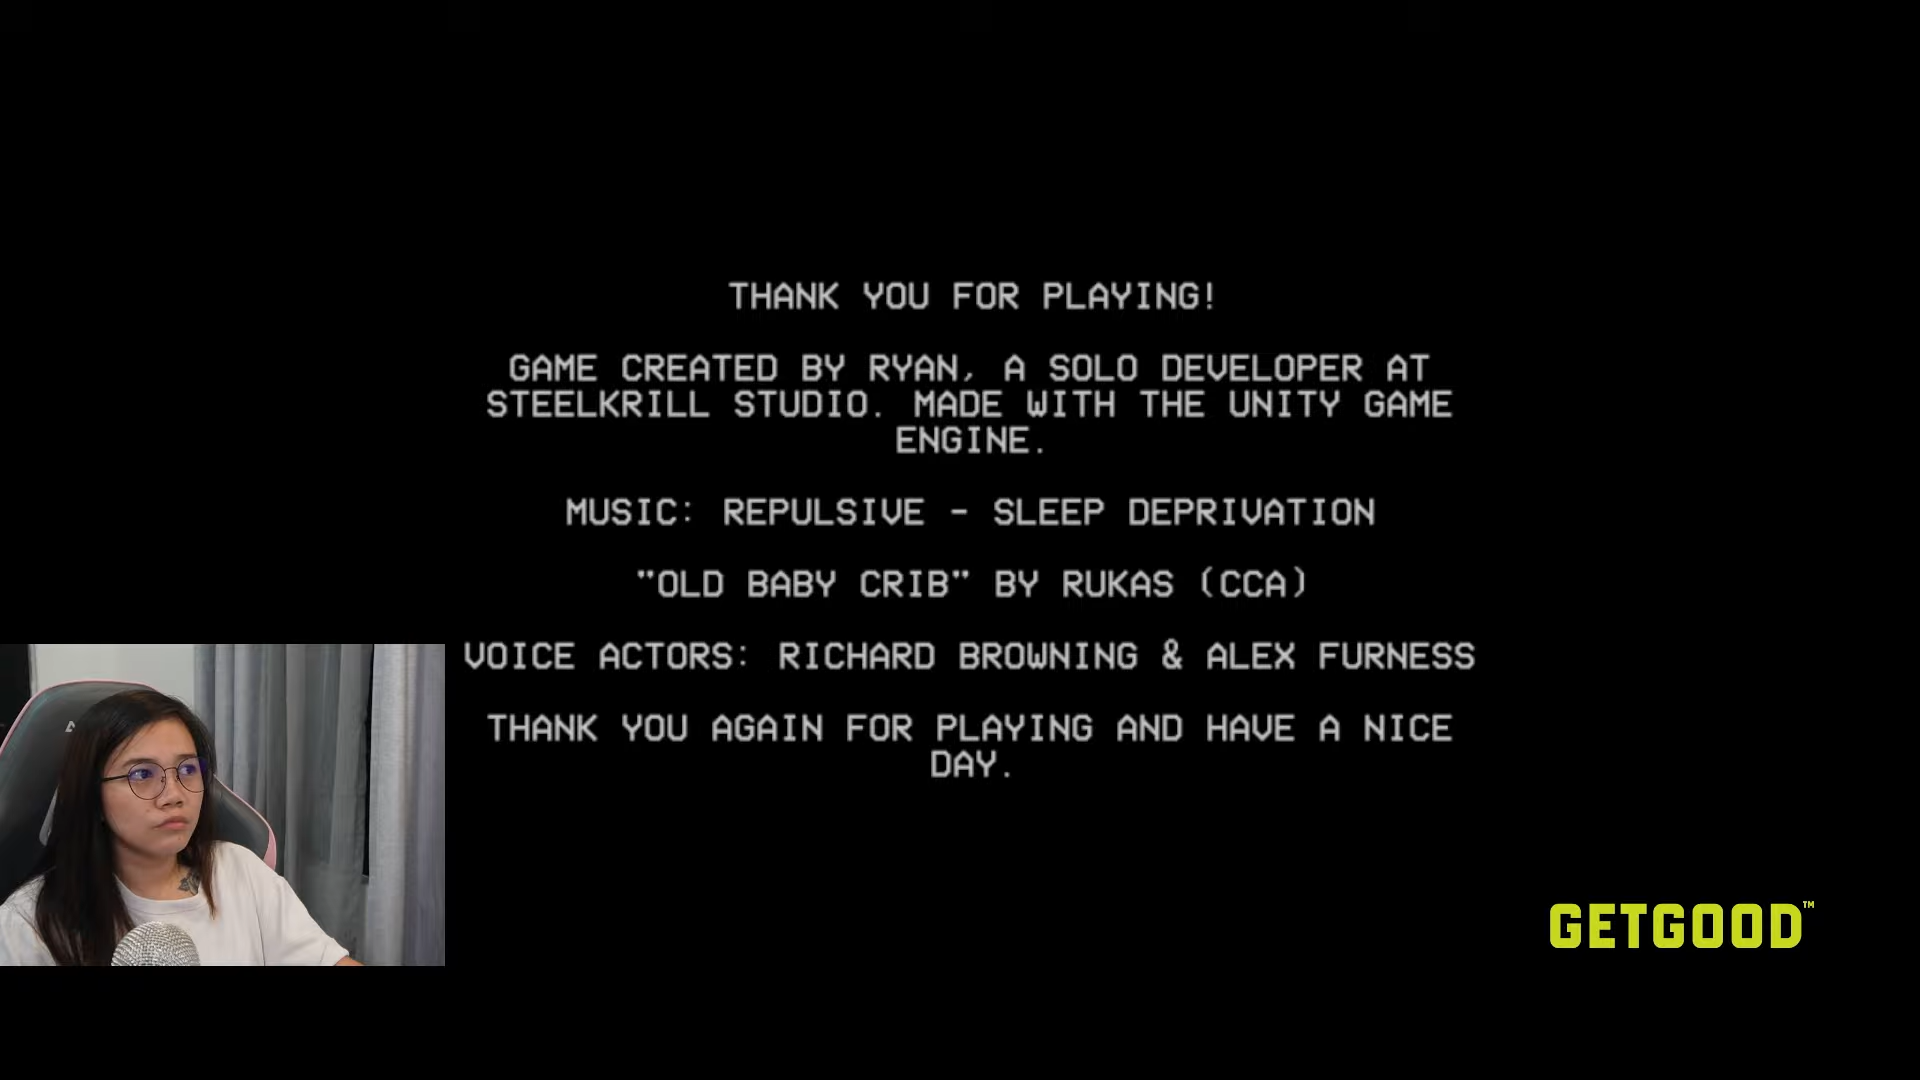 THANK YOU FOR PLAYING!
GAME CREATED BY RYAN, A SOLO DEVELOPER AT
STEELKRILL STUDIO. MADE WITH THE UNITY GAME
ENGINE.
MUSIC: REPULSIVE - SLEEP DEPRIVATION
"OLD BABY CRIB" BY RUKAS (CCA)
VOICE ACTORS: RICHARD BROWNING & ALEX FURNESS
THANK YOU AGAIN FOR PLAYING AND HAVE A NICE
DAY.
GETGOOD™